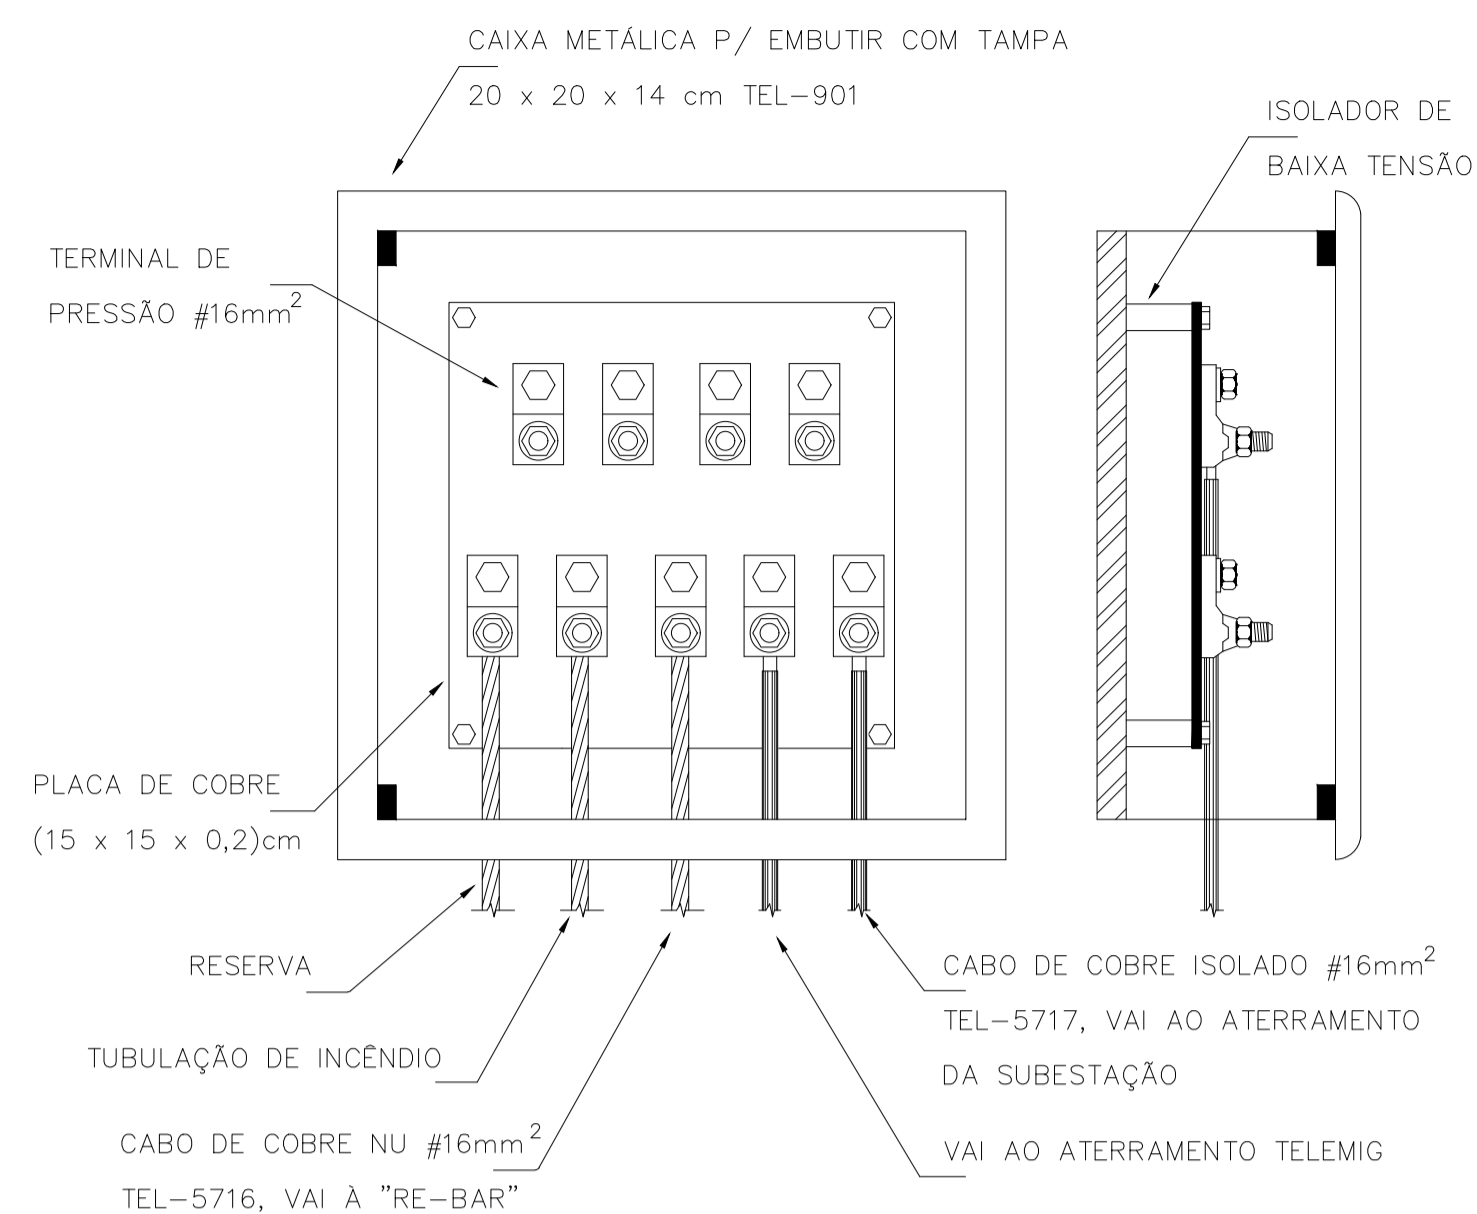 CAIXA METÁLICA P/ EMBUTIR COM TAMPA
20 x 20 x 14 cm TEL-901
ISOLADOR DE
BAIXA TENSÃO
TERMINAL DE
PRESSÃO #16mm²
PLACA DE COBRE
(15 x 15 x 0,2)cm
RESERVA
TUBULAÇÃO DE INCÊNDIO
CABO DE COBRE NU #16mm²
TEL-5716, VAI À "RE-BAR"
CABO DE COBRE ISOLADO #16mm²
TEL-5717, VAI AO ATERRAMENTO
DA SUBESTAÇÃO
VAI AO ATERRAMENTO TELEMIG